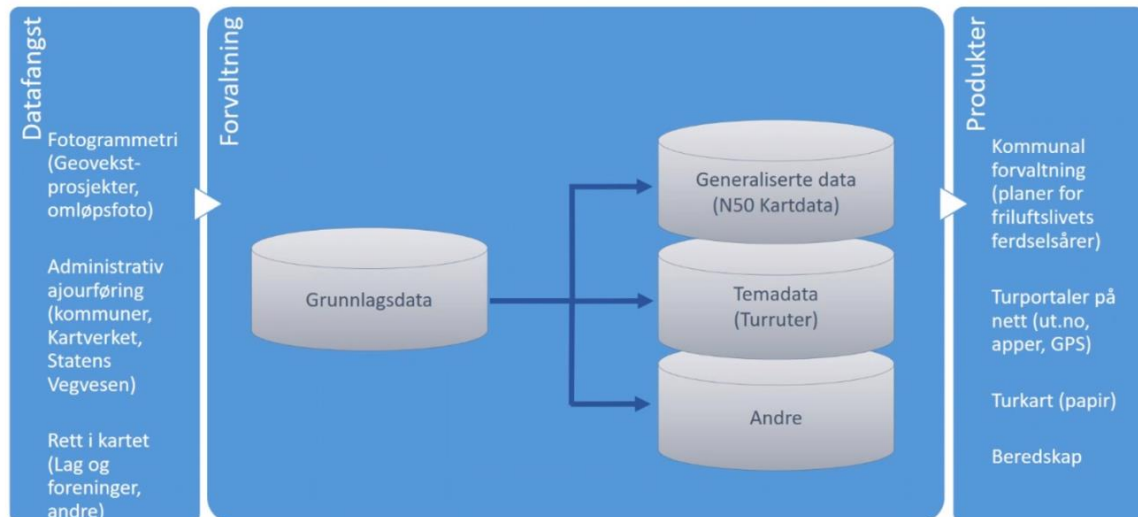 Datafangst
Fotogrammetri
(Geovekst-
prosjekter,
omløpsfoto)
Administrativ
ajourføring
(kommuner,
Kartverket,
Statens
Vegvesen)
Rett i kartet
(Lag og
foreninger,
andre)
Forvaltning
Grunnlagsdata
Generaliserte data
(N50 Kartdata)
Temadata
(Turruter)
Andre
Produkter
Kommunal
forvaltning
(planer for
friluftslivets
ferdselsårer)
Turportaler på
nett (ut.no,
apper, GPS)
Turkart (papir)
Beredskap